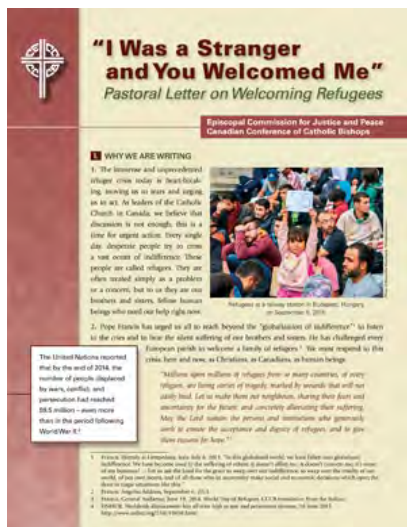 "I Was a Stranger
and You Welcomed Me"
Pastoral Letter on Welcoming Refugees
Episcopal Commission for Justice and Peace
Canadian Conference of Catholic Bishops
I. WHY WE ARE WRITING
1. The immense and unprecedented
refugee crisis today is heart-break-
ing, moving us to tears and urging
us to act. As leaders of the Catholic
Church in Canada, we believe that
discussion is not enough; this is a
time for urgent action. Every single
day, desperate people try to cross
a vast ocean of indifference. These
people are called refugees. They are
often treated simply as a problem
or a concern, but to us they are our
brothers and sisters, fellow human
beings who need our help right now.
Refugees at a railway station in Budapest, Hungary,
on September 3, 2015
2. Pope Francis has urged us all to reach beyond the "globalization of indifference" to listen
to the cries and to hear the silent suffering of our brothers and sisters. He has challenged every
European parish to welcome a family of refugees. We must respond to this
crisis, here and now, as Christians, as Canadians, as human beings.
The United Nations reported
that by the end of 2014, the
number of people displaced
by wars, conflict, and
persecution had reached
59.5 million – even more
than in the period following
World War II.
"Millions upon millions of refugees from so many countries, of every
religion, are living stories of tragedy, marked by wounds that will not
easily heal. Let us make them our neighbours, sharing their fears and
uncertainty for the future; and concretely alleviating their suffering.
May the Lord sustain the persons and institutions who generously
work to ensure the acceptance and dignity of refugees, and to give
them reasons for hope."